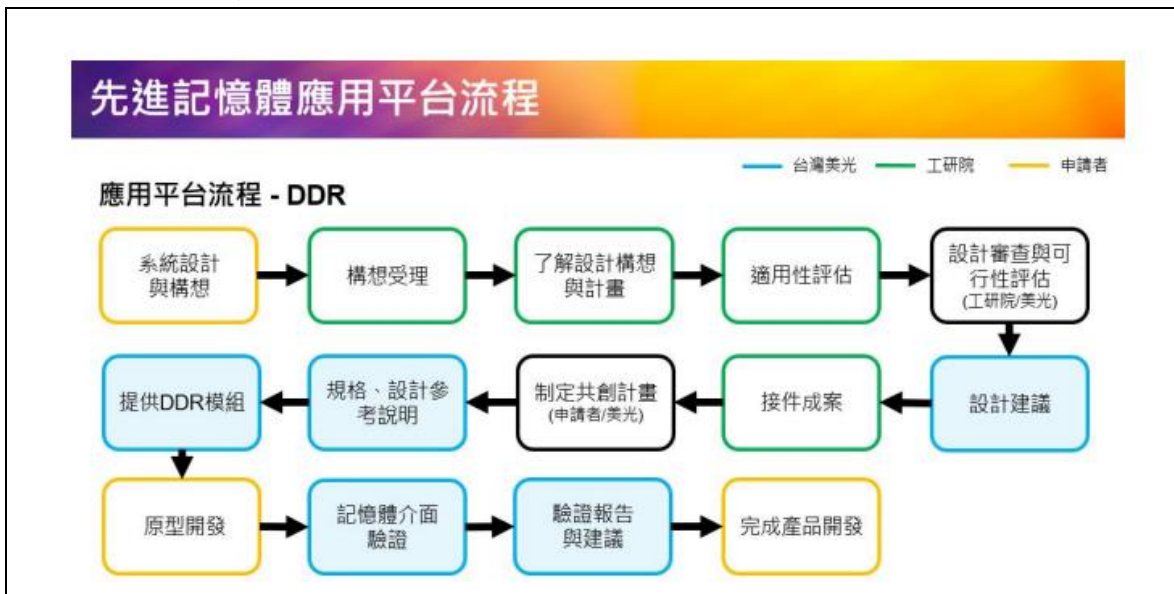 先進記憶體應用平台流程
台灣美光
工研院
申請者
應用平台流程 - DDR
系統設計
與構想
構想受理
了解設計構想
與計畫
適用性評估
設計審查與可
行性評估
(工研院/美光)
設計建議
接件成案
制定共創計畫
(申請者/美光)
規格、設計參
考說明
提供DDR模組
原型開發
記憶體介面
驗證
驗證報告
與建議
完成產品開發